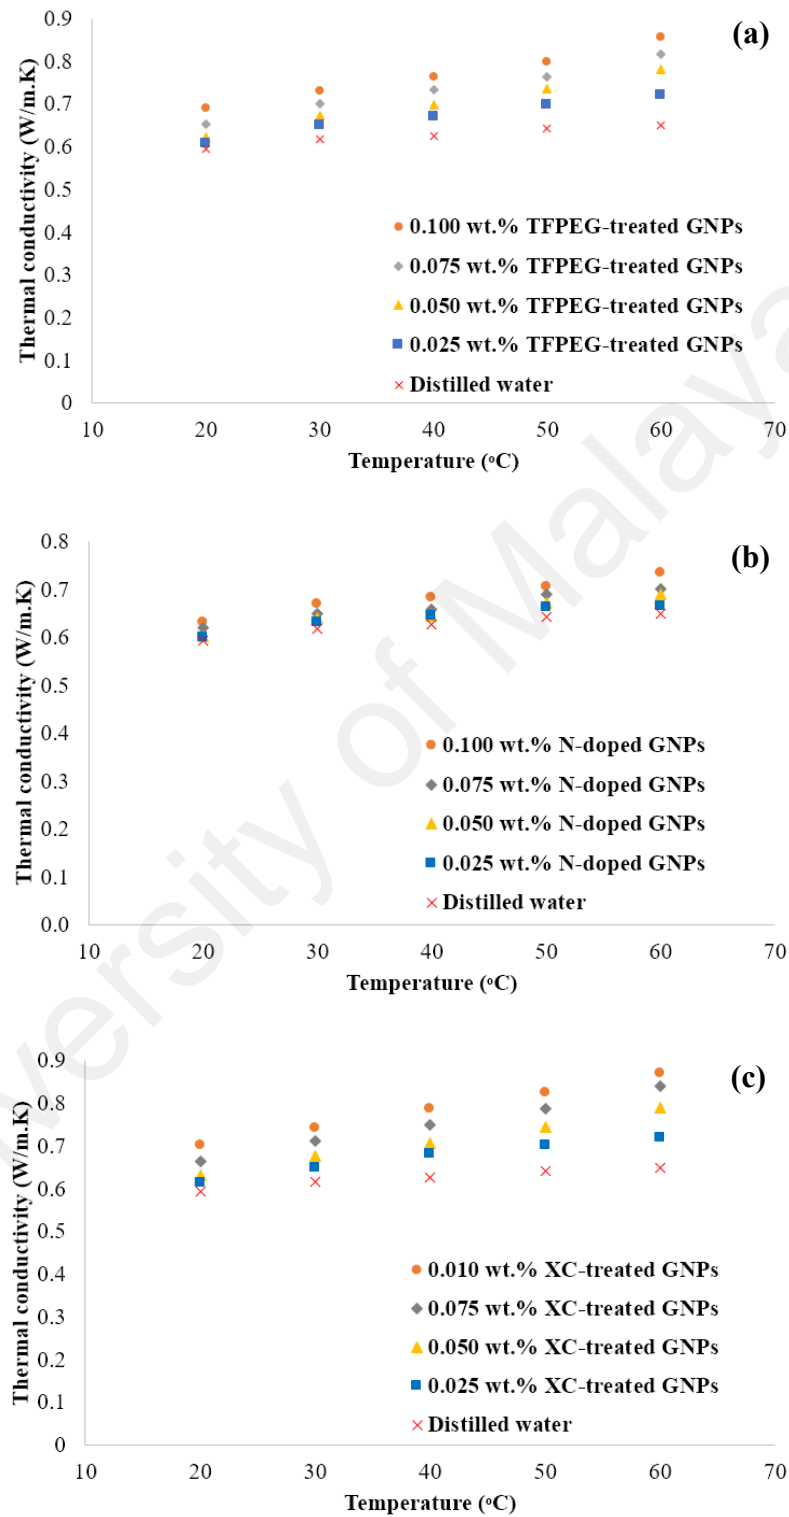 (a)
Thermal conductivity (W/m.K)
0.9
0.8
0.7
0.6
0.5
0.4
0.3
0.2
0.1
0
0.100 wt.% TFPEG-treated GNPs
0.075 wt.% TFPEG-treated GNPs
0.050 wt.% TFPEG-treated GNPs
0.025 wt.% TFPEG-treated GNPs
Distilled water
10 20 30 40 50 60 70
Temperature (ºC)
(b)
Thermal conductivity (W/m.K)
0.8
0.7
0.6
0.5
0.4
0.3
0.2
0.1
0.0
0.100 wt.% N-doped GNPs
0.075 wt.% N-doped GNPs
0.050 wt.% N-doped GNPs
0.025 wt.% N-doped GNPs
Distilled water
10 20 30 40 50 60 70
Temperature (ºC)
(c)
Thermal conductivity (W/m.K)
0.9
0.8
0.7
0.6
0.5
0.4
0.3
0.2
0.1
0
0.010 wt.% XC-treated GNPs
0.075 wt.% XC-treated GNPs
0.050 wt.% XC-treated GNPs
0.025 wt.% XC-treated GNPs
Distilled water
10 20 30 40 50 60 70
Temperature (ºC)
versity of Malaya